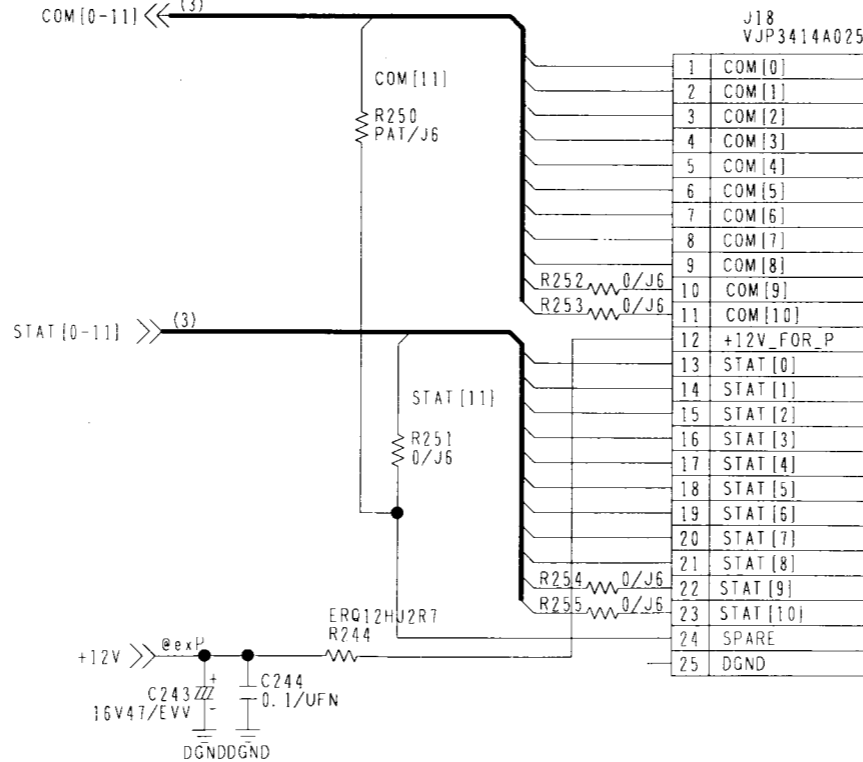 COM[0-11] (3)
J18
VJP3414A025
COM[11]
R250
PAT/J6
1 COM[0]
2 COM[1]
3 COM[2]
4 COM[3]
5 COM[4]
6 COM[5]
7 COM[6]
8 COM[7]
9 COM[8]
R252 0/J6 10 COM[9]
R253 0/J6 11 COM[10]
STAT[0-11] (3)
12 +12V_FOR_P
13 STAT[0]
14 STAT[1]
STAT[11]
15 STAT[2]
R251
0/J6
16 STAT[3]
17 STAT[4]
18 STAT[5]
19 STAT[6]
20 STAT[7]
21 STAT[8]
R254 0/J6 22 STAT[9]
R255 0/J6 23 STAT[10]
ERQ12HJ2R7
R244
24 SPARE
+12V @exP
25 DGND
C243 + -
16V47/EVV
C244
0.1/UFN
DGND DGND